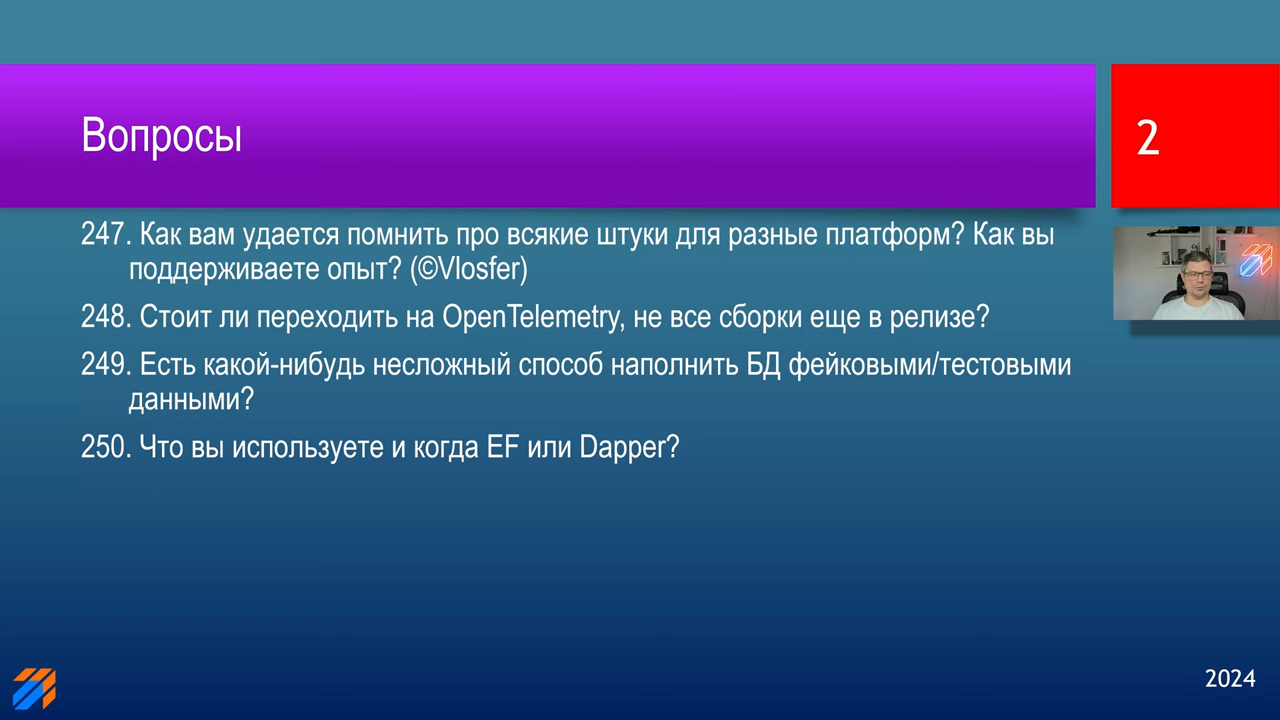 Вопросы
2
247. Как вам удается помнить про всякие штуки для разные платформ? Как вы
поддерживаете опыт? (©Vlosfer)
248. Стоит ли переходить на OpenTelemetry, не все сборки еще в релизе?
249. Есть какой-нибудь несложный способ наполнить БД фейковыми/тестовыми
данными?
250. Что вы используете и когда EF или Dapper?
2024